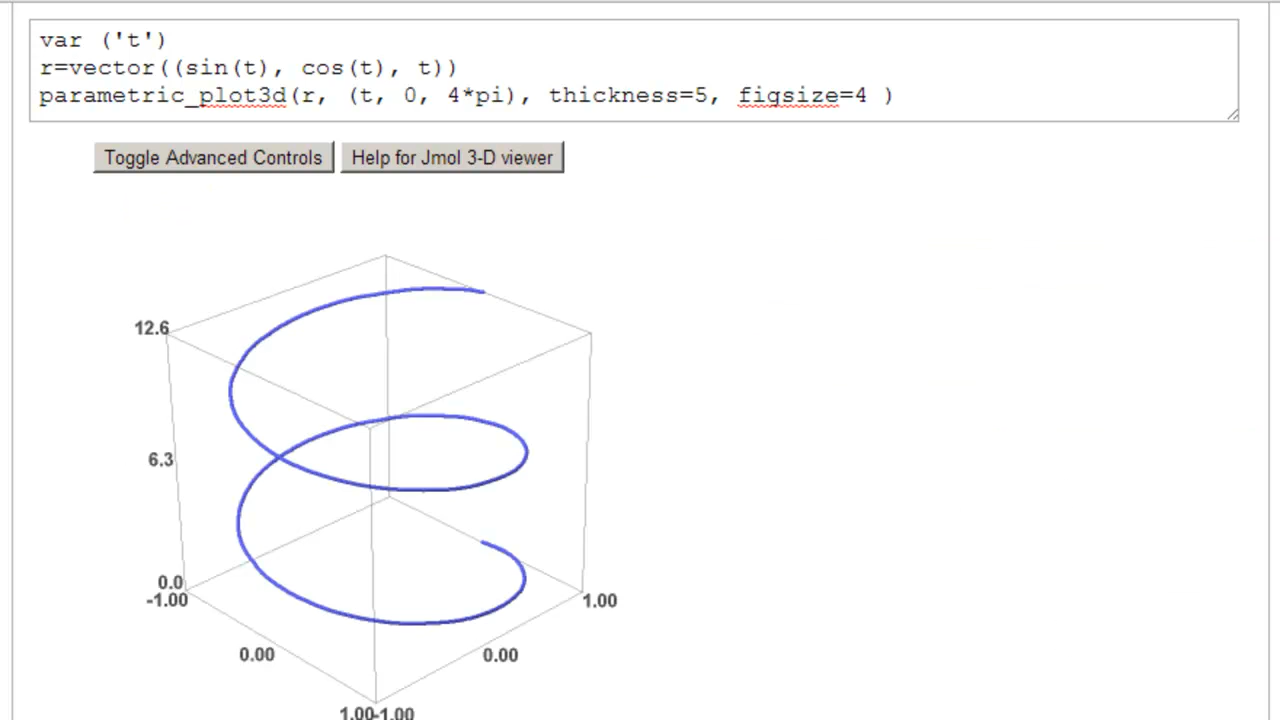 var ('t')
r=vector((sin(t), cos(t), t))
parametric_plot3d(r, (t, 0, 4*pi), thickness=5, figsize=4 )
Toggle Advanced Controls Help for Jmol 3-D viewer
12.6
6.3
0.0
-1.00 1.00
0.00 0.00
1.00-1.00